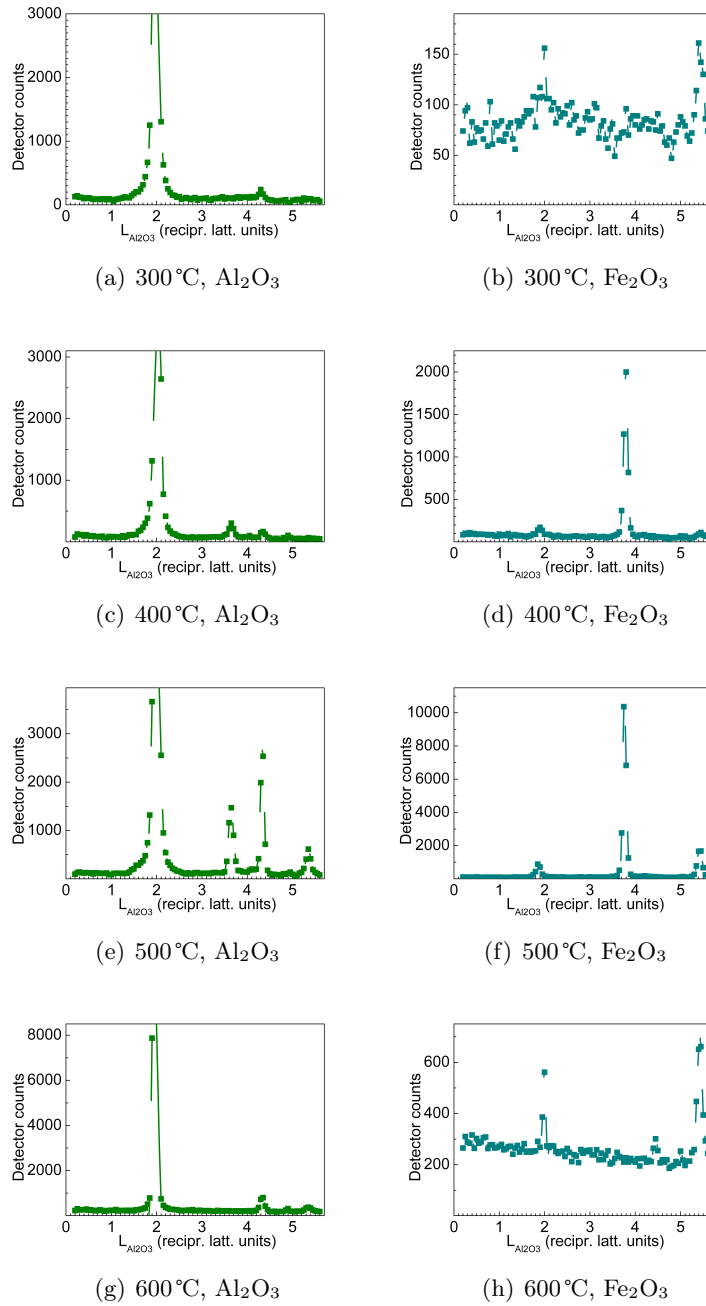 3000
2000
1000
0
Detector counts
0 1 2 3 4 5
L_Al2O3 (recipr. latt. units)
(a) 300°C, Al₂O₃
150
100
50
Detector counts
0 1 2 3 4 5
L_Al2O3 (recipr. latt. units)
(b) 300°C, Fe₂O₃
3000
2000
1000
Detector counts
0 1 2 3 4 5
L_Al2O3 (recipr. latt. units)
(c) 400°C, Al₂O₃
2000
1500
1000
500
Detector counts
0 1 2 3 4 5
L_Al2O3 (recipr. latt. units)
(d) 400°C, Fe₂O₃
3000
2000
1000
Detector counts
0 1 2 3 4 5
L_Al2O3 (recipr. latt. units)
(e) 500°C, Al₂O₃
10000
8000
6000
4000
2000
Detector counts
0 1 2 3 4 5
L_Al2O3 (recipr. latt. units)
(f) 500°C, Fe₂O₃
8000
6000
4000
2000
Detector counts
0 1 2 3 4 5
L_Al2O3 (recipr. latt. units)
(g) 600°C, Al₂O₃
600
400
200
Detector counts
0 1 2 3 4 5
L_Al2O3 (recipr. latt. units)
(h) 600°C, Fe₂O₃